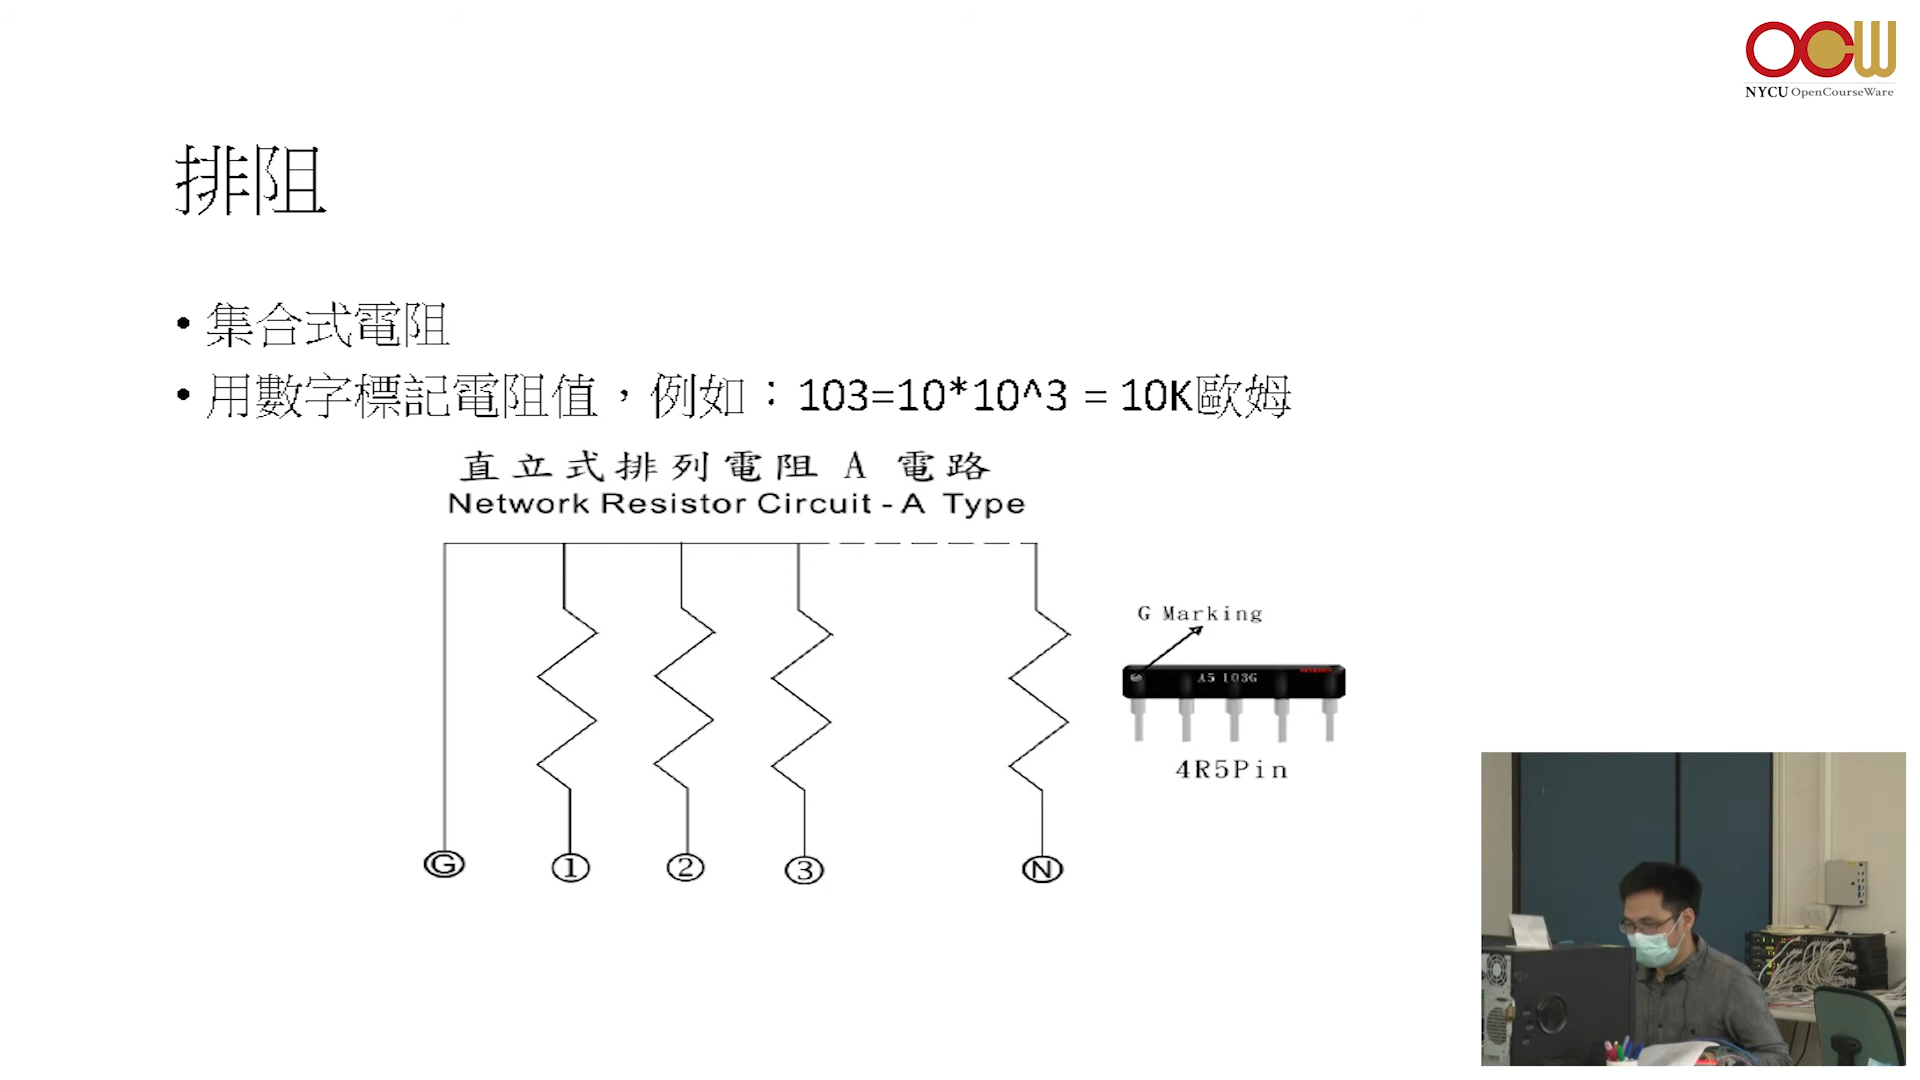 OCW
NYCU OpenCourseWare
排阻
• 集合式電阻
• 用數字標記電阻值，例如：103=10*10^3 = 10K歐姆
直立式排列電阻 A 電路
Network Resistor Circuit - A Type
G Marking
A5 103G
4R5Pin
G 1 2 3 N